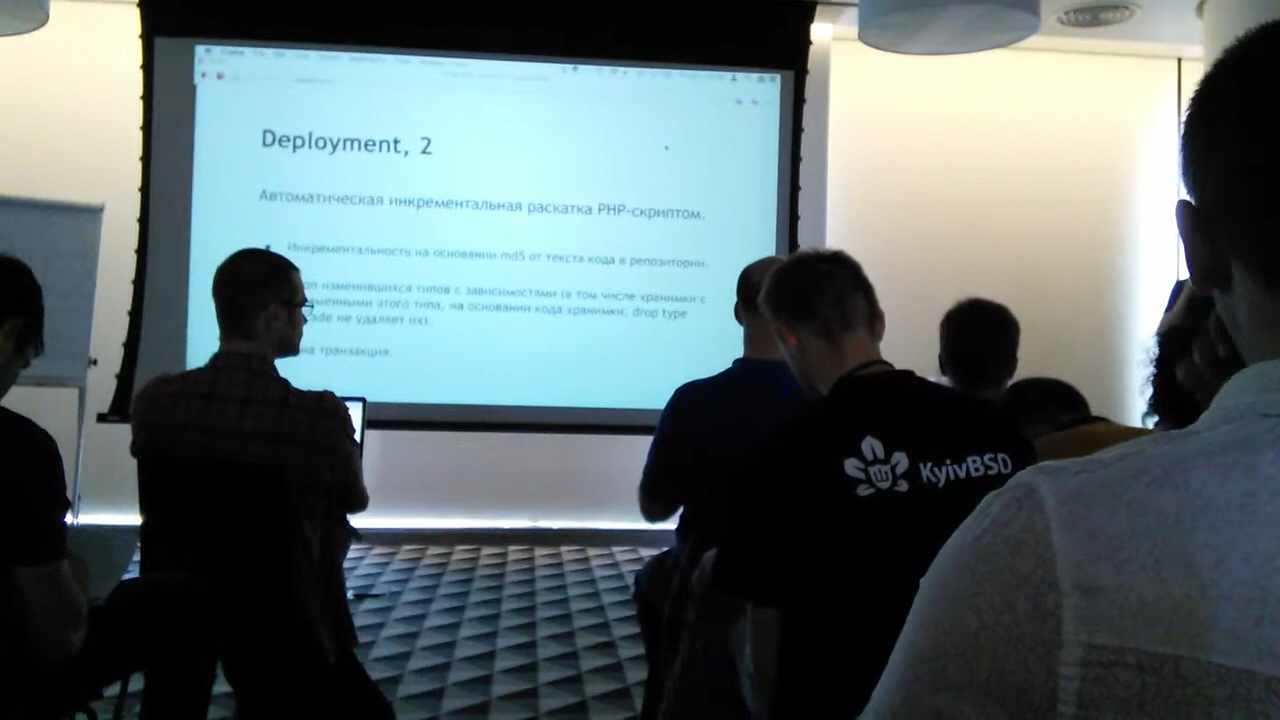 Deployment, 2
Автоматическая инкрементальная раскатка PHP-скриптом.
Инкрементальность на основании md5 от текста кода в репозитории.
изменившихся типов с зависимостями (в том числе хранимки с
этого типа, на основании кода хранимки; drop type
не удаляет их).
транзакция.
KyivBSD